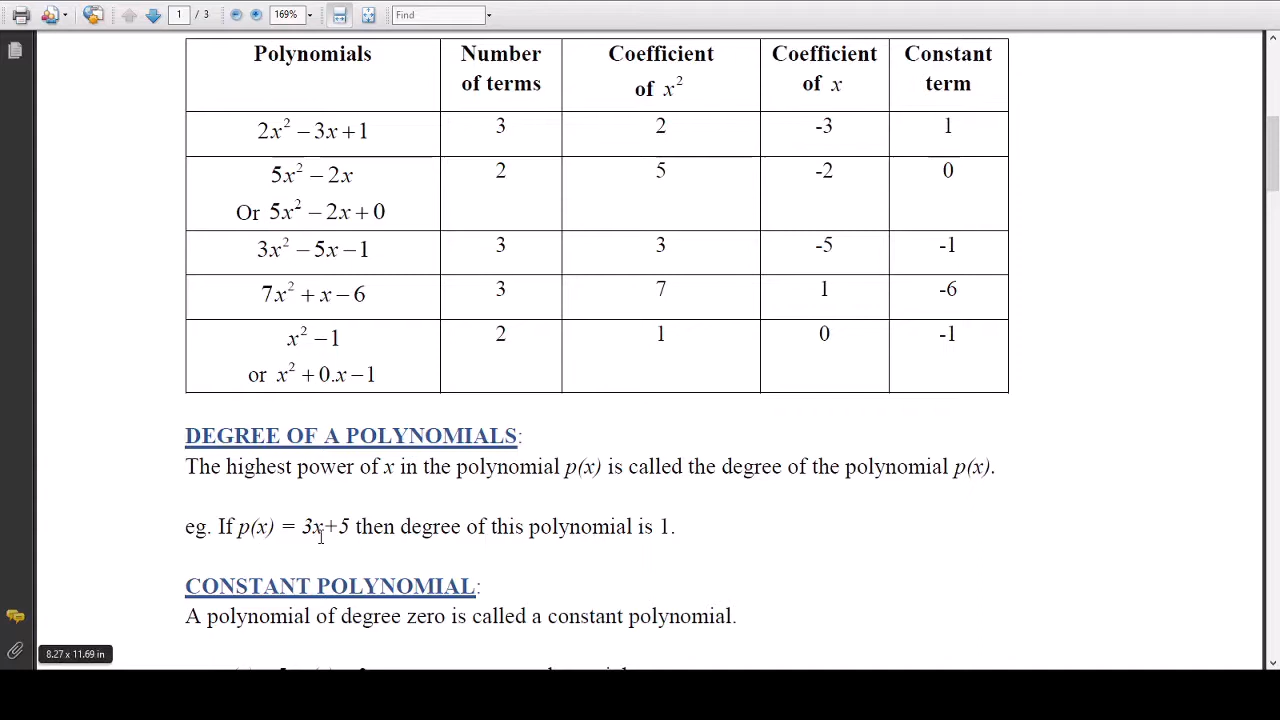 1 / 3 169% Find
Polynomials Number of terms Coefficient of x² Coefficient of x Constant term
2x² − 3x + 1 3 2 -3 1
5x² − 2x 2 5 -2 0
Or 5x² − 2x + 0
3x² − 5x − 1 3 3 -5 -1
7x² + x − 6 3 7 1 -6
x² − 1 2 1 0 -1
or x² + 0.x − 1
DEGREE OF A POLYNOMIALS:
The highest power of x in the polynomial p(x) is called the degree of the polynomial p(x).
eg. If p(x) = 3x+5 then degree of this polynomial is 1.
CONSTANT POLYNOMIAL:
A polynomial of degree zero is called a constant polynomial.
8.27 x 11.69 in